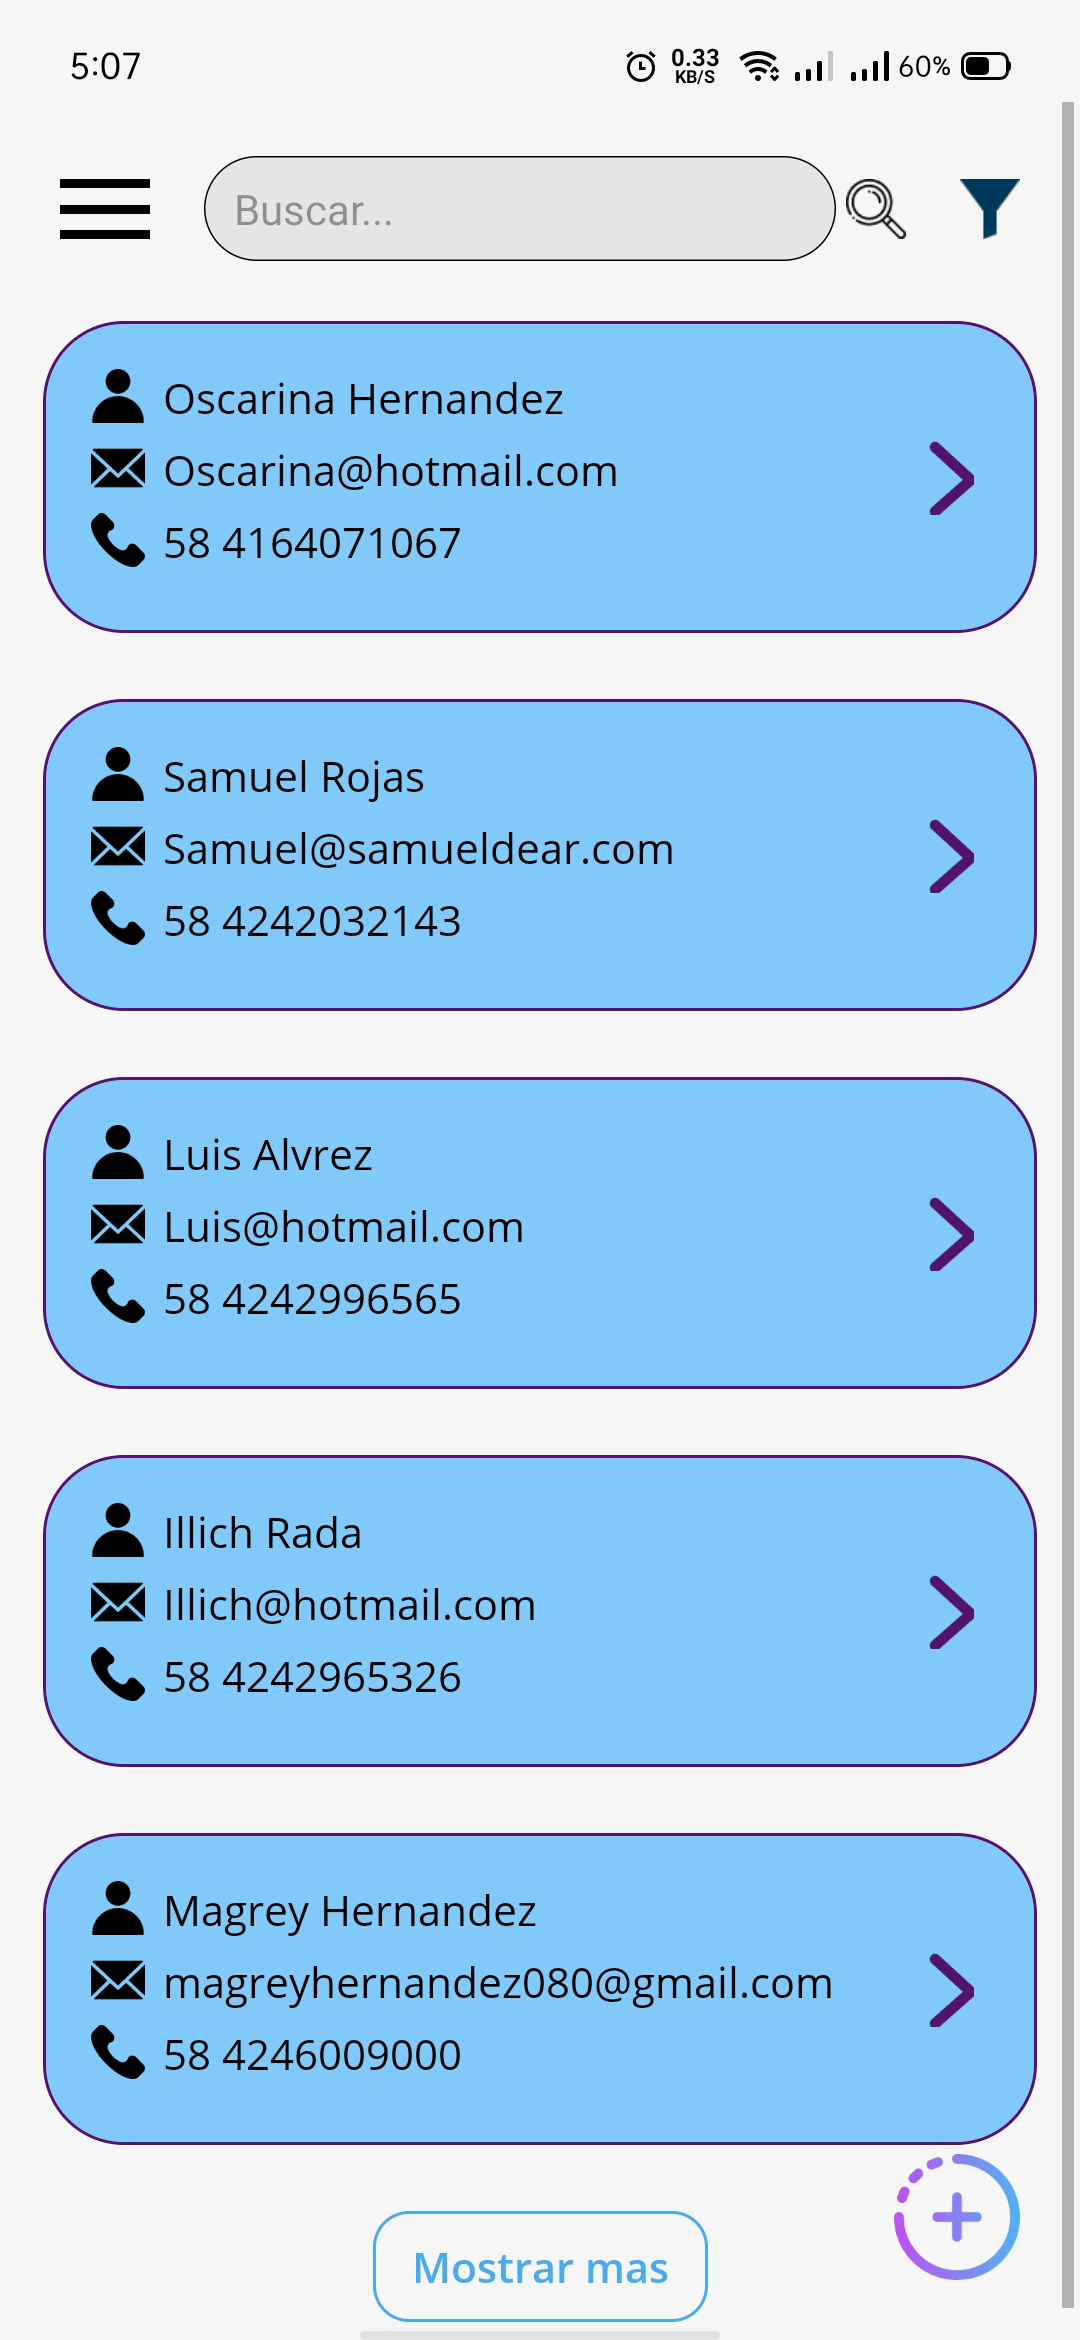 5:07
0.33
KB/S
60%
Buscar...
Oscarina Hernandez
Oscarina@hotmail.com
58 4164071067
Samuel Rojas
Samuel@samueldear.com
58 4242032143
Luis Alvrez
Luis@hotmail.com
58 4242996565
Illich Rada
Illich@hotmail.com
58 4242965326
Magrey Hernandez
magreyhernandez080@gmail.com
58 4246009000
Mostrar mas